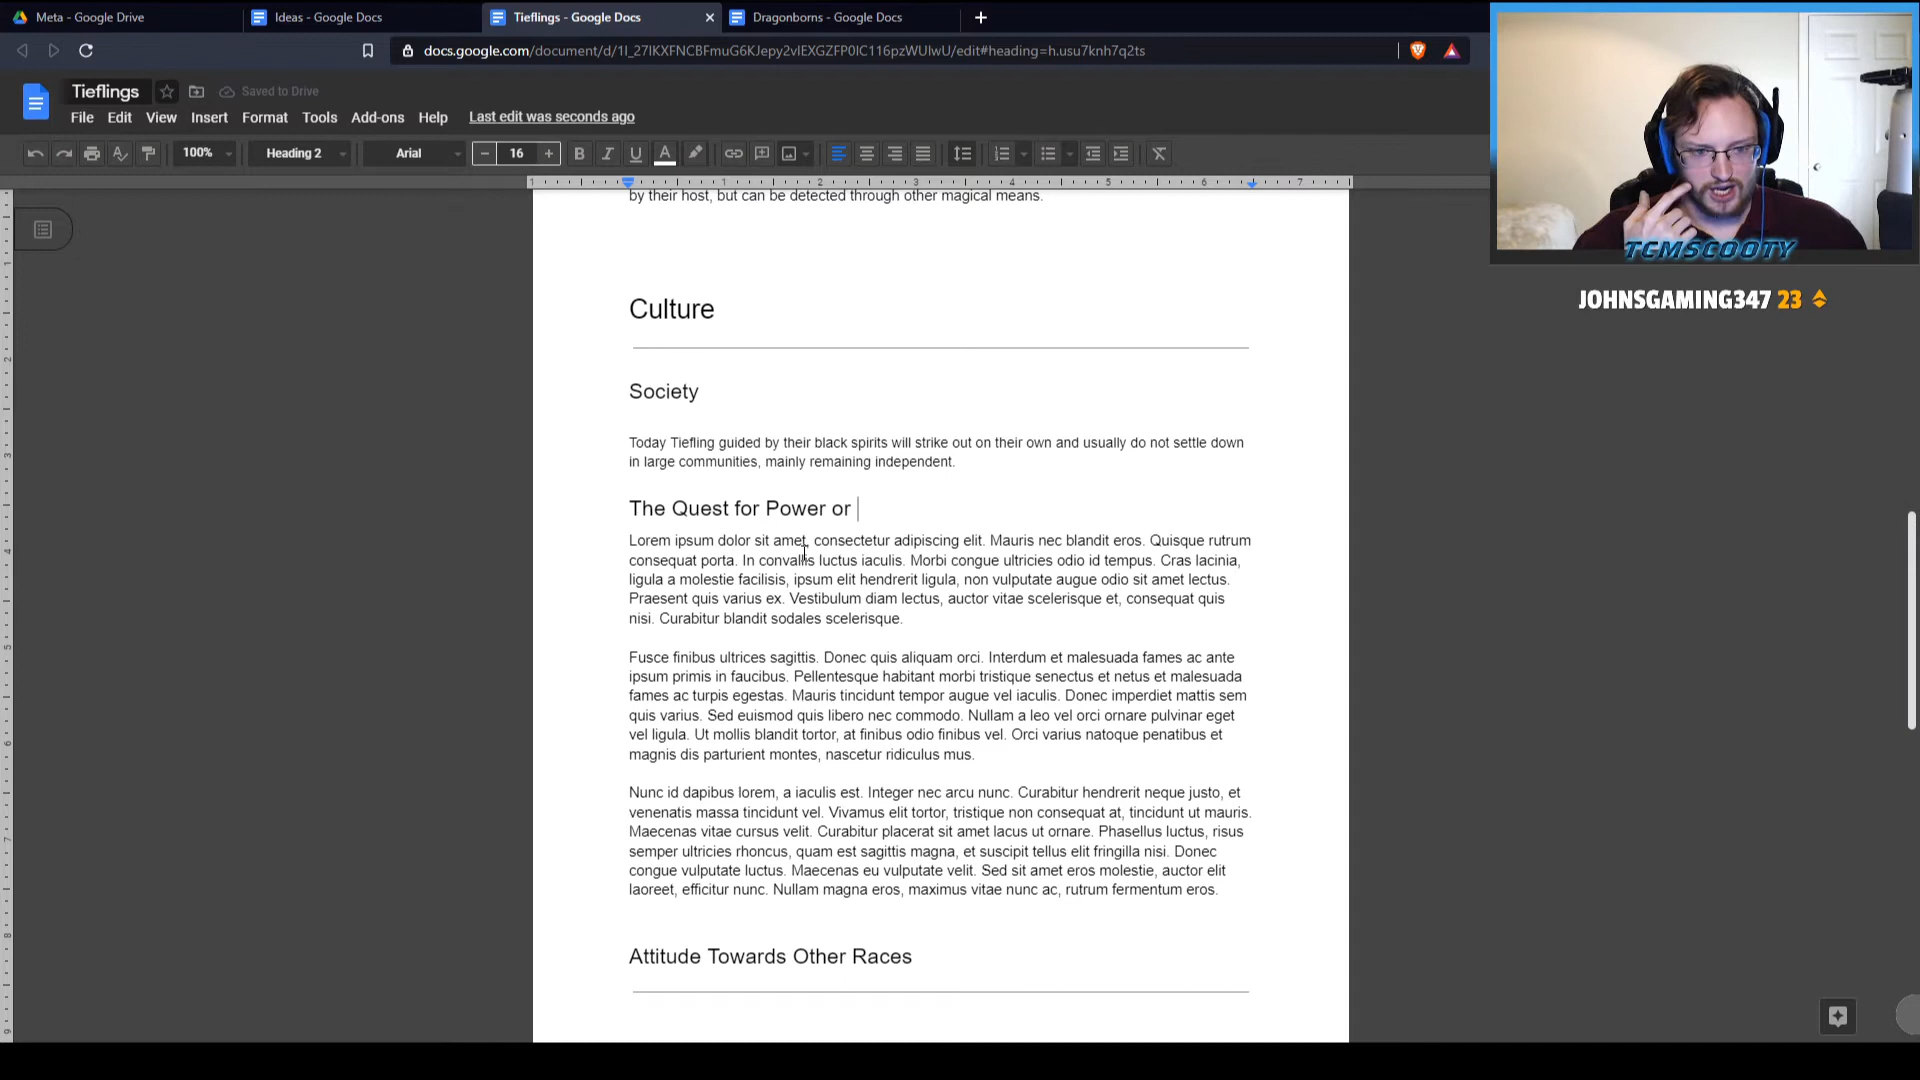 Meta - Google Drive
Ideas - Google Docs
Tieflings - Google Docs
Dragonborns - Google Docs
docs.google.com/document/d/1I_27IKXFNCBFmuG6KJepy2vIEXGZFP0IC116pzWUIwU/edit#heading=h.usu7knh7q2ts
Tieflings
Saved to Drive
File Edit View Insert Format Tools Add-ons Help Last edit was seconds ago
100% Heading 2 Arial 16 B I U A
1 1 2 3 4 5 6 7
by their host, but can be detected through other magical means.
Culture
Society
Today Tiefling guided by their black spirits will strike out on their own and usually do not settle down
in large communities, mainly remaining independent.
The Quest for Power or
Lorem ipsum dolor sit amet, consectetur adipiscing elit. Mauris nec blandit eros. Quisque rutrum
consequat porta. In convallis luctus iaculis. Morbi congue ultricies odio id tempus. Cras lacinia,
ligula a molestie facilisis, ipsum elit hendrerit ligula, non vulputate augue odio sit amet lectus.
Praesent quis varius ex. Vestibulum diam lectus, auctor vitae scelerisque et, consequat quis
nisi. Curabitur blandit sodales scelerisque.
Fusce finibus ultrices sagittis. Donec quis aliquam orci. Interdum et malesuada fames ac ante
ipsum primis in faucibus. Pellentesque habitant morbi tristique senectus et netus et malesuada
fames ac turpis egestas. Mauris tincidunt tempor augue vel iaculis. Donec imperdiet mattis sem
quis varius. Sed euismod quis libero nec commodo. Nullam a leo vel orci ornare pulvinar eget
vel ligula. Ut mollis blandit tortor, at finibus odio finibus vel. Orci varius natoque penatibus et
magnis dis parturient montes, nascetur ridiculus mus.
Nunc id dapibus lorem, a iaculis est. Integer nec arcu nunc. Curabitur hendrerit neque justo, et
venenatis massa tincidunt vel. Vivamus elit tortor, tristique non consequat at, tincidunt ut mauris.
Maecenas vitae cursus velit. Curabitur placerat sit amet lacus ut ornare. Phasellus luctus, risus
semper ultricies rhoncus, quam est sagittis magna, et suscipit tellus elit fringilla nisi. Donec
congue vulputate luctus. Maecenas eu vulputate velit. Sed sit amet eros molestie, auctor elit
laoreet, efficitur nunc. Nullam magna eros, maximus vitae nunc ac, rutrum fermentum eros.
Attitude Towards Other Races
TCMSCOOTY
JOHNSGAMING347 23